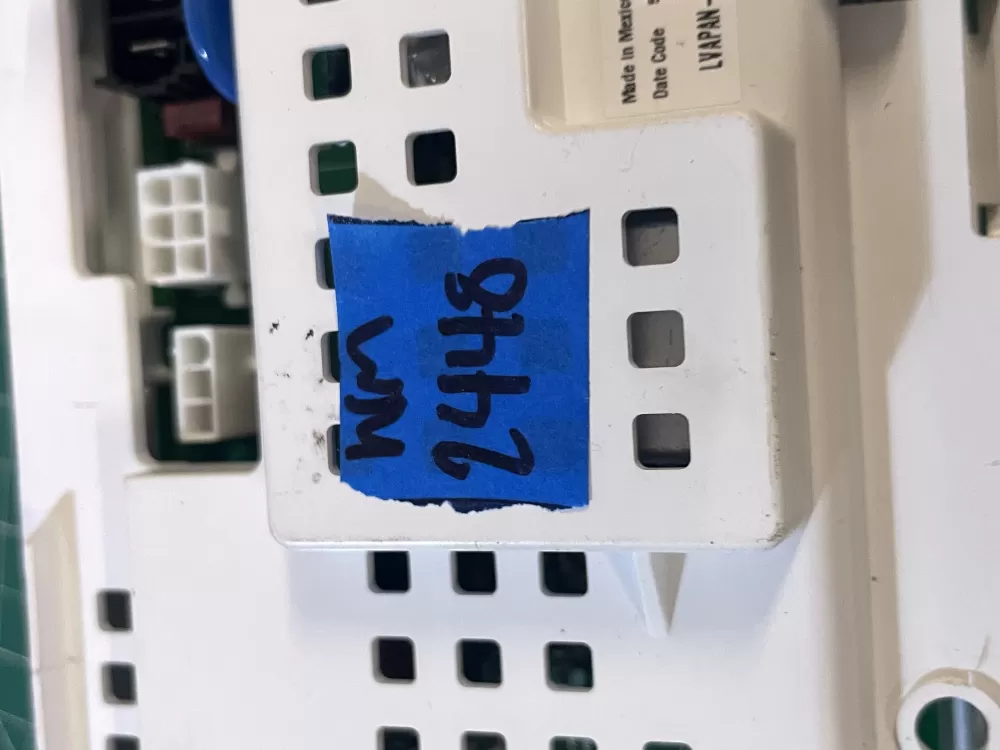 Made in Mexico
Date Code
LVAPAN-
WM
2448